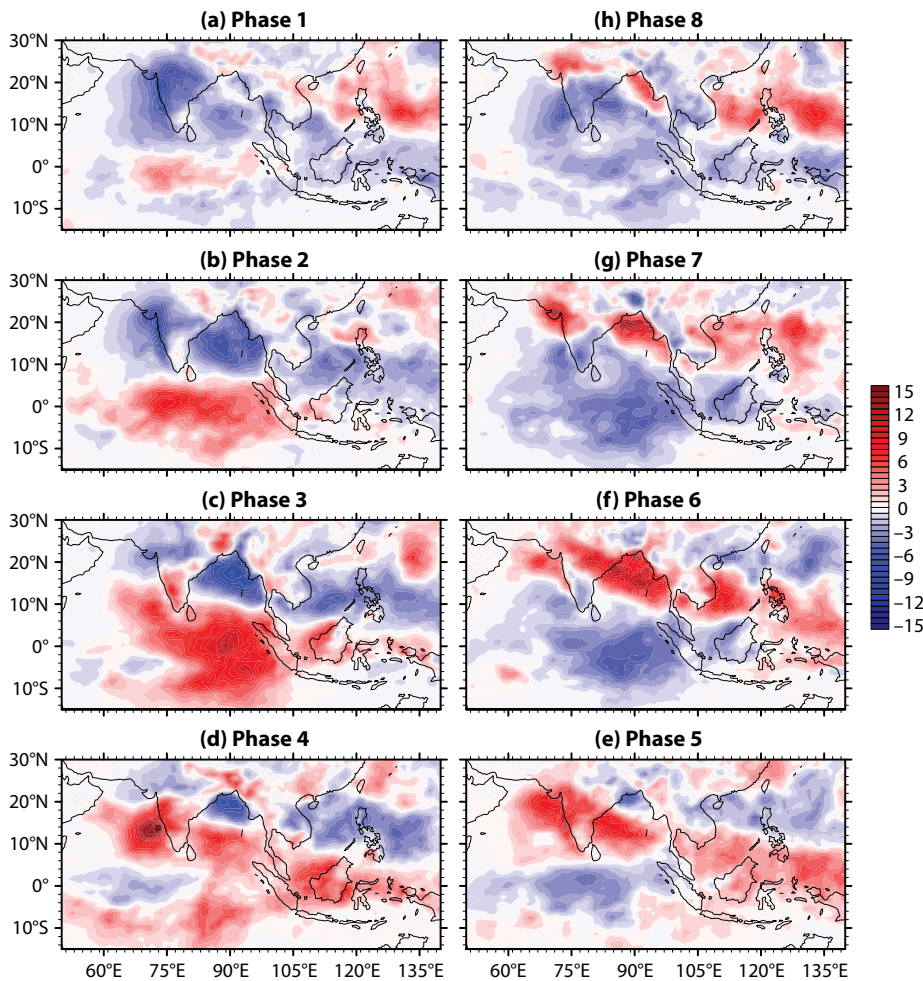 (a) Phase 1
(h) Phase 8
30°N
20°N
10°N
0°
10°S
(b) Phase 2
(g) Phase 7
30°N
20°N
10°N
0°
10°S
(c) Phase 3
(f) Phase 6
30°N
20°N
10°N
0°
10°S
(d) Phase 4
(e) Phase 5
30°N
20°N
10°N
0°
10°S
60°E 75°E 90°E 105°E 120°E 135°E
60°E 75°E 90°E 105°E 120°E 135°E
15
12
9
6
3
0
−3
−6
−9
−12
−15